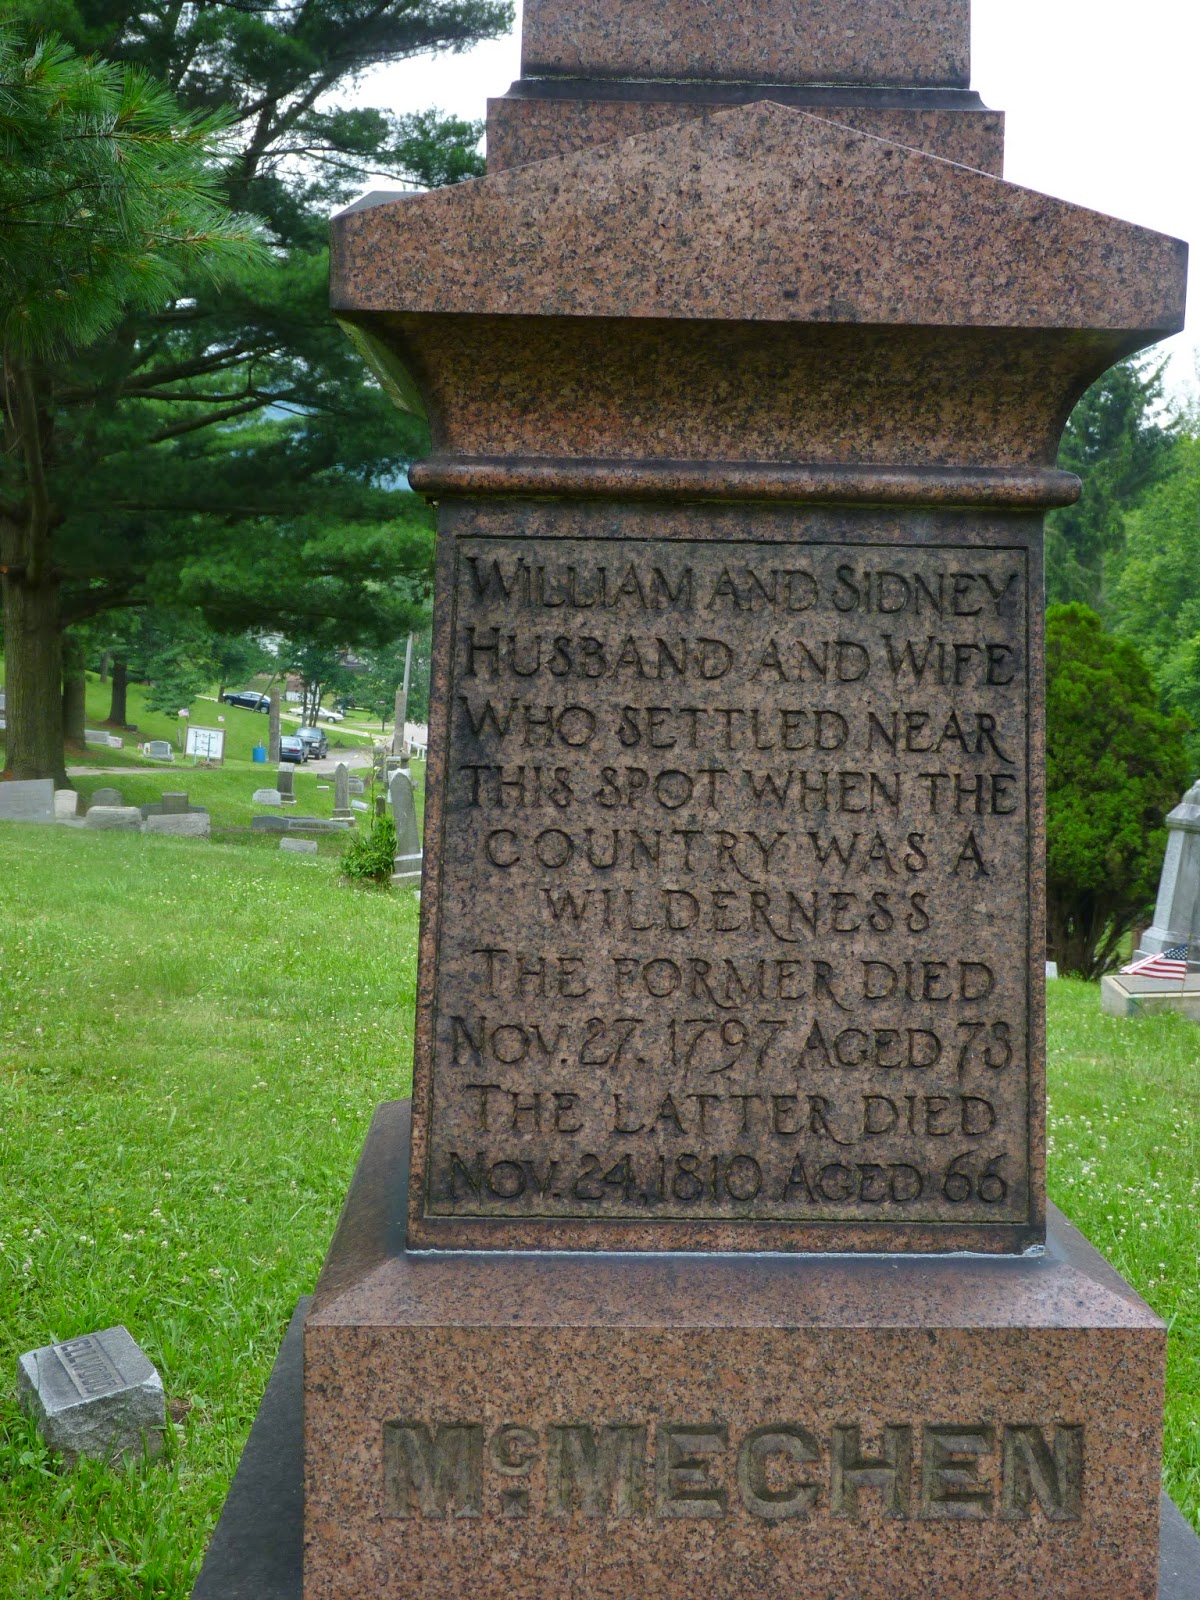 William and Sidney
Husband and Wife
Who settled near
this spot when the
country was a
wilderness
The former died
Nov. 27, 1797 Aged 73
The latter died
Nov. 24, 1810 Aged 66
McMECHEN
ELWOOD